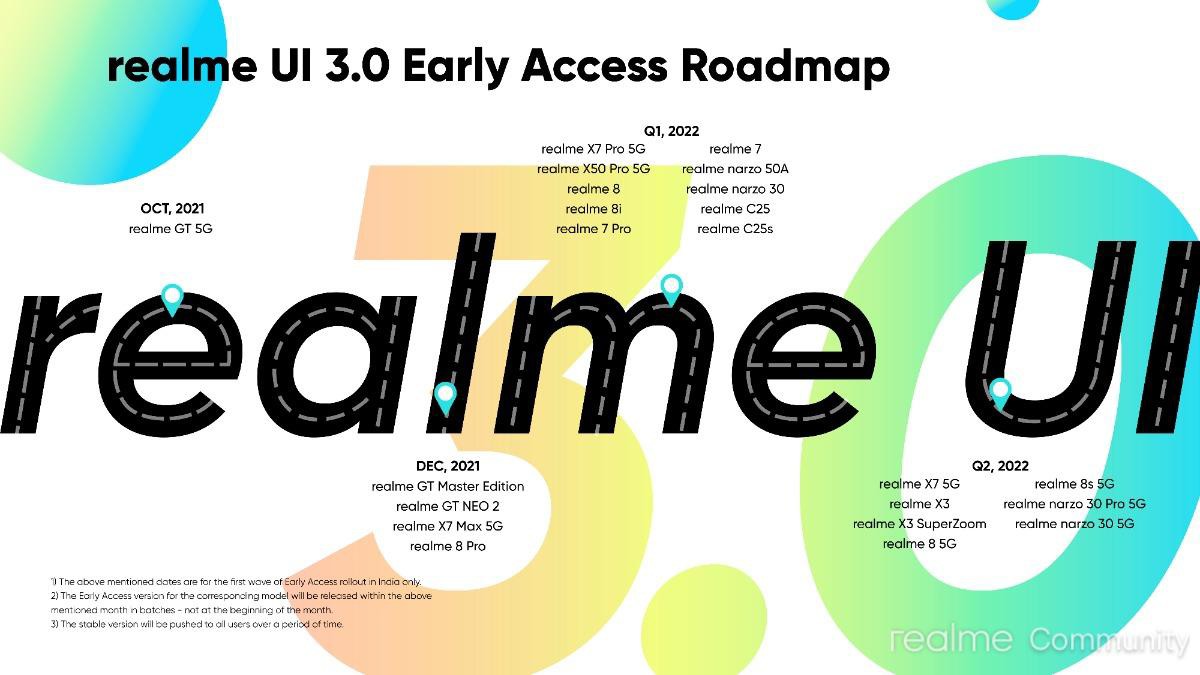 realme UI 3.0 Early Access Roadmap
OCT, 2021
realme GT 5G
Q1, 2022
realme X7 Pro 5G
realme X50 Pro 5G
realme 8
realme 8i
realme 7 Pro
realme 7
realme narzo 50A
realme narzo 30
realme C25
realme C25s
realme UI
3.0
DEC, 2021
realme GT Master Edition
realme GT NEO 2
realme X7 Max 5G
realme 8 Pro
Q2, 2022
realme X7 5G
realme X3
realme X3 SuperZoom
realme 8 5G
realme 8s 5G
realme narzo 30 Pro 5G
realme narzo 30 5G
1) The above mentioned dates are for the first wave of Early Access rollout in India only.
2) The Early Access version for the corresponding model will be released within the above
mentioned month in batches - not at the beginning of the month.
3) The stable version will be pushed to all users over a period of time.
realme Community